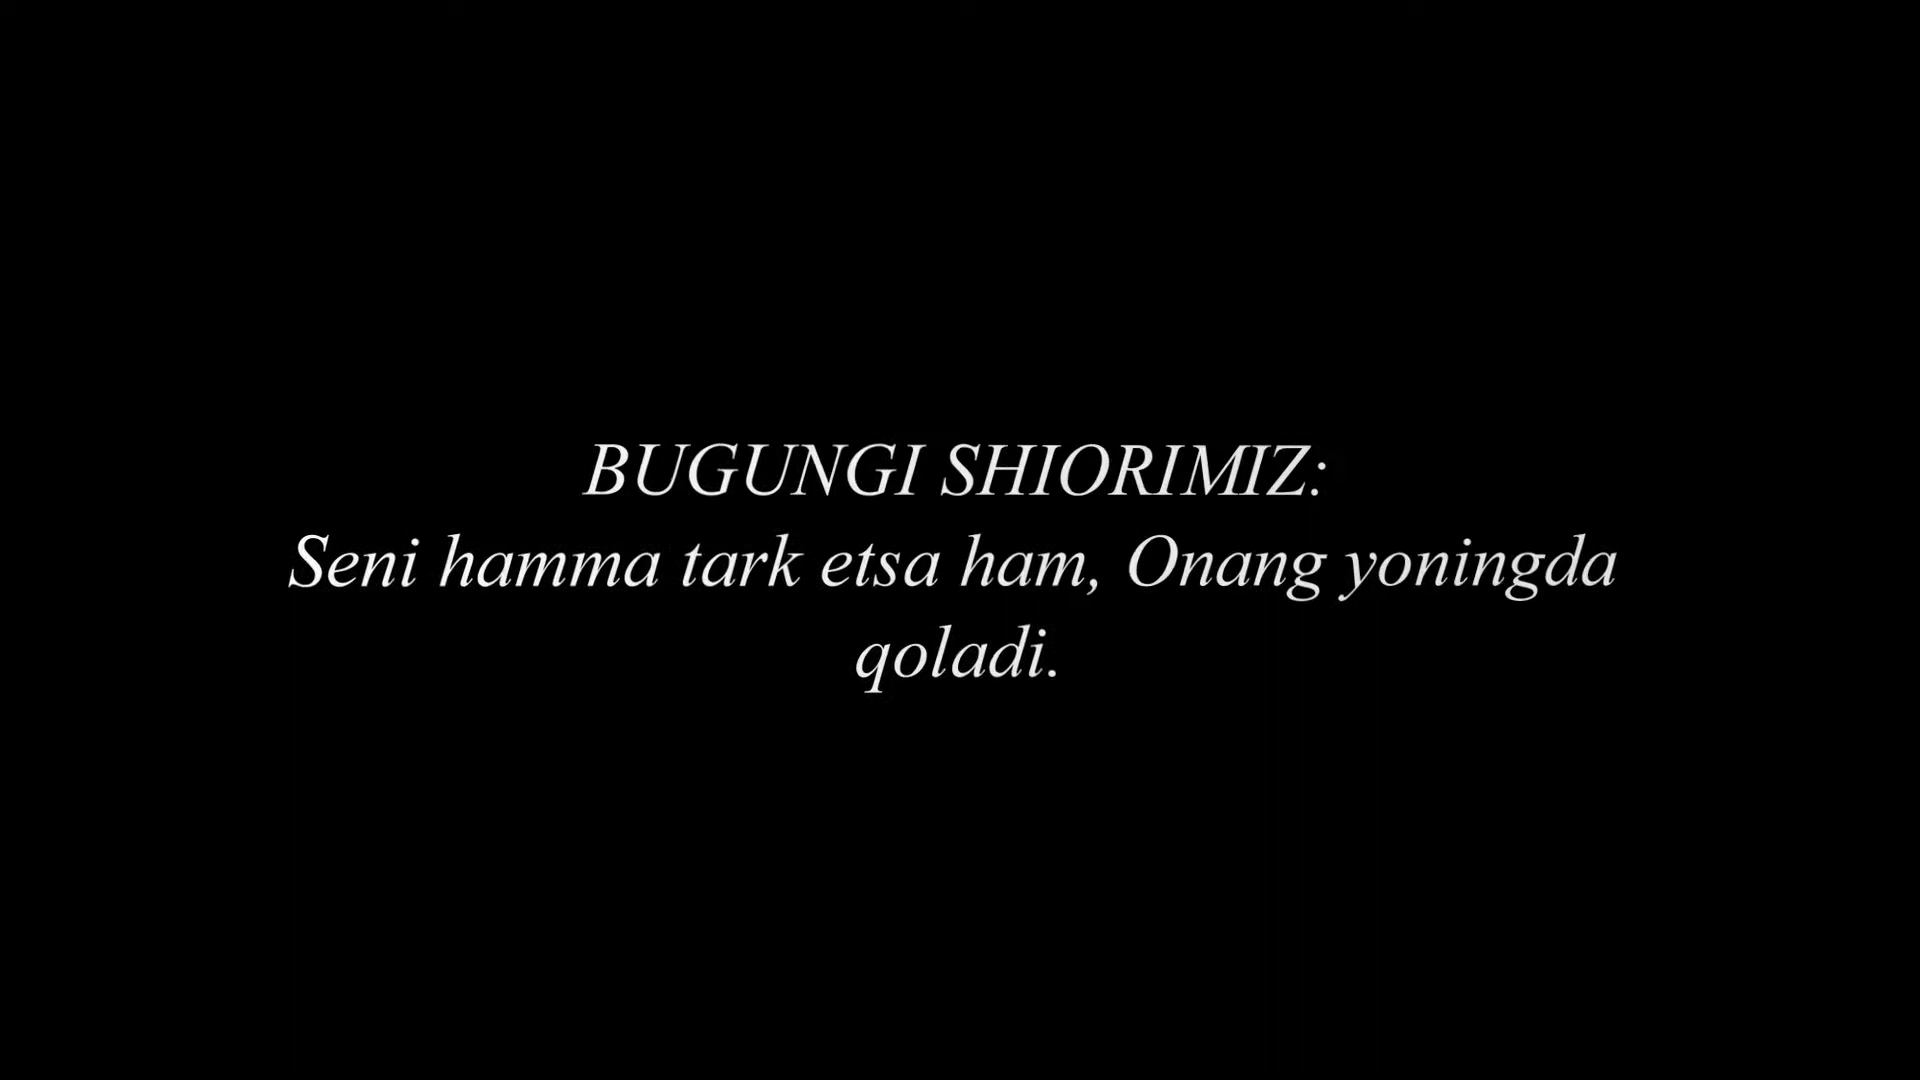 BUGUNGI SHIORIMIZ:
Seni hamma tark etsa ham, Onang yoningda
qoladi.